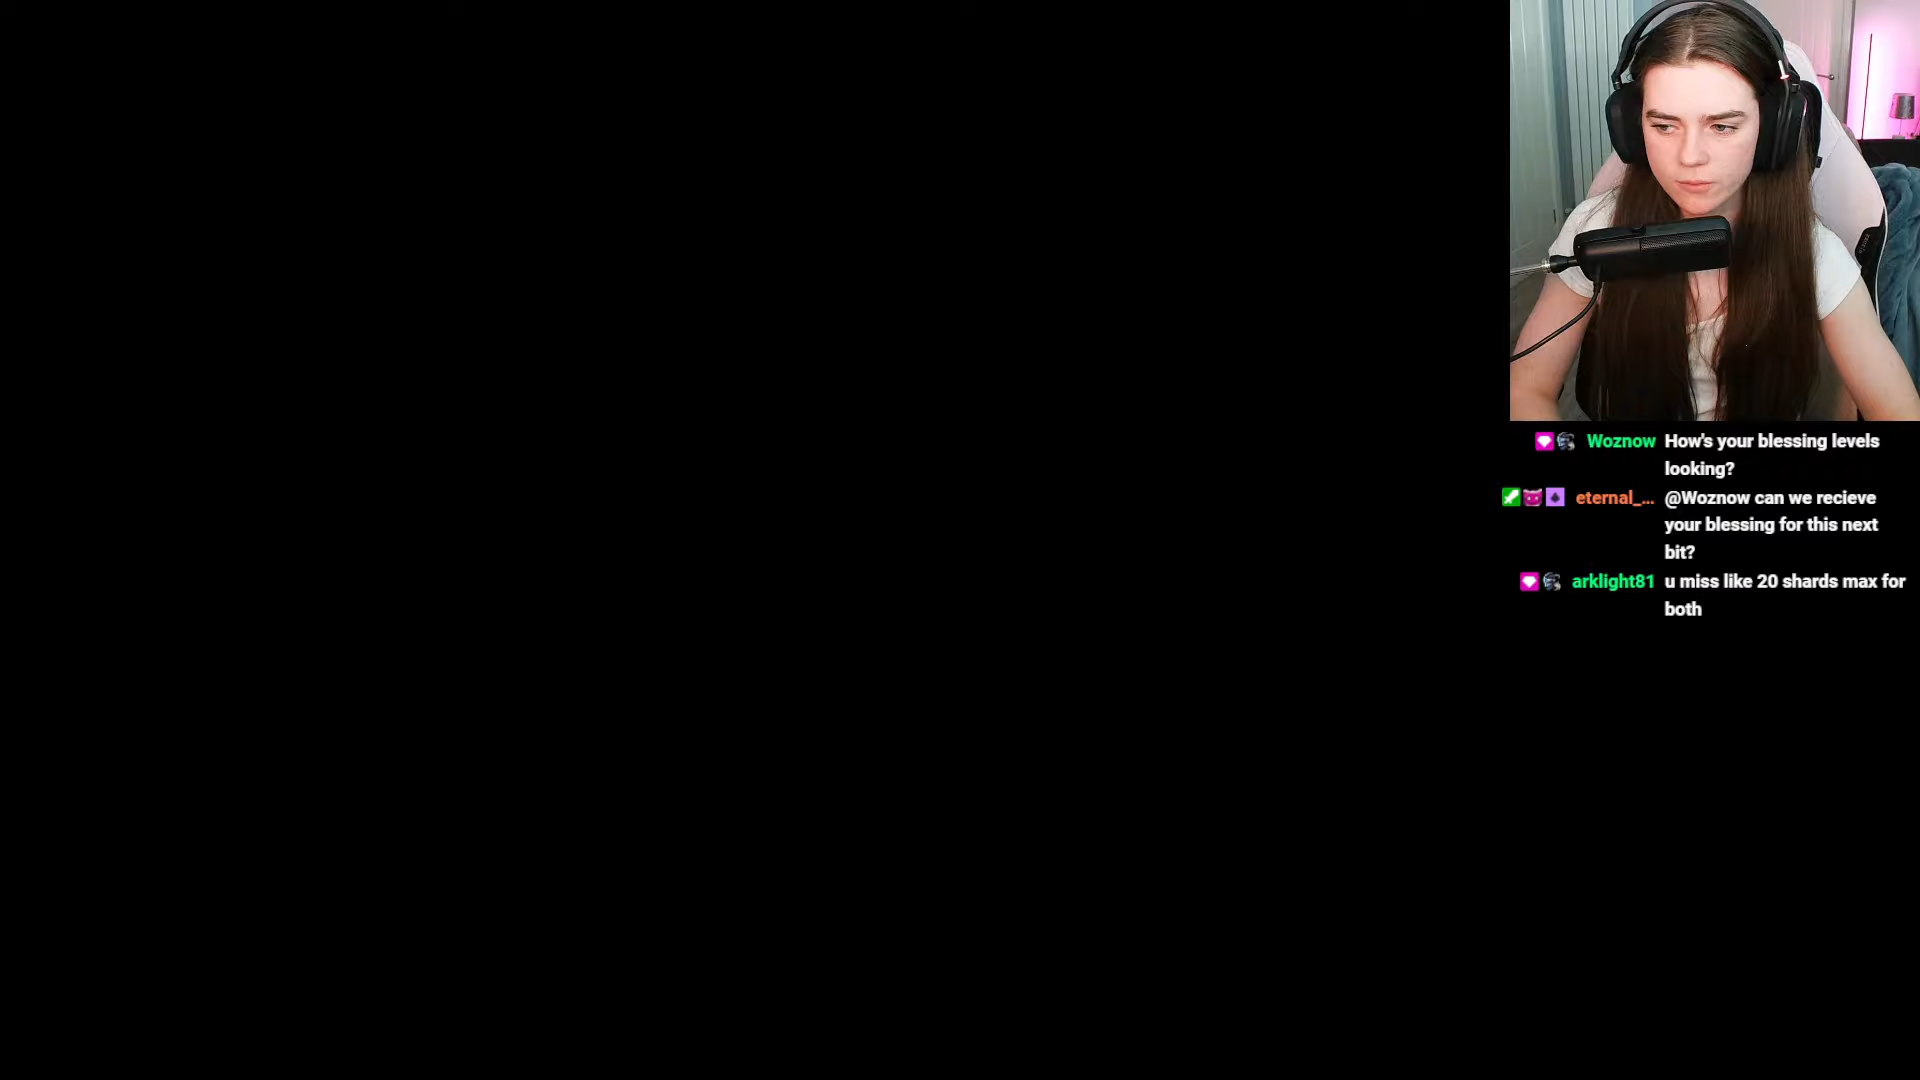 Woznow How's your blessing levels
looking?
eternal_... @Woznow can we recieve
your blessing for this next
bit?
arklight81 u miss like 20 shards max for
both